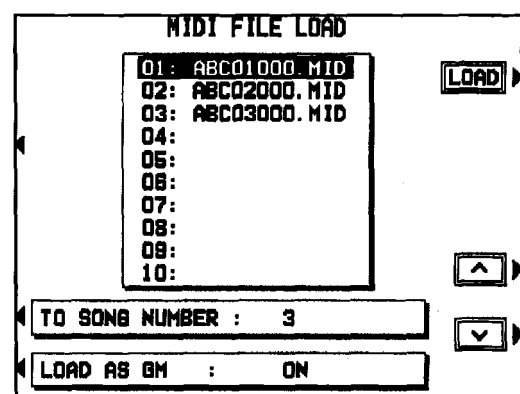 MIDI FILE LOAD
01: ABC01000.MID
LOAD
02: ABC02000.MID
03: ABC03000.MID
04:
05:
06:
07:
08:
09:
10:
TO SONG NUMBER : 3
LOAD AS GM : ON